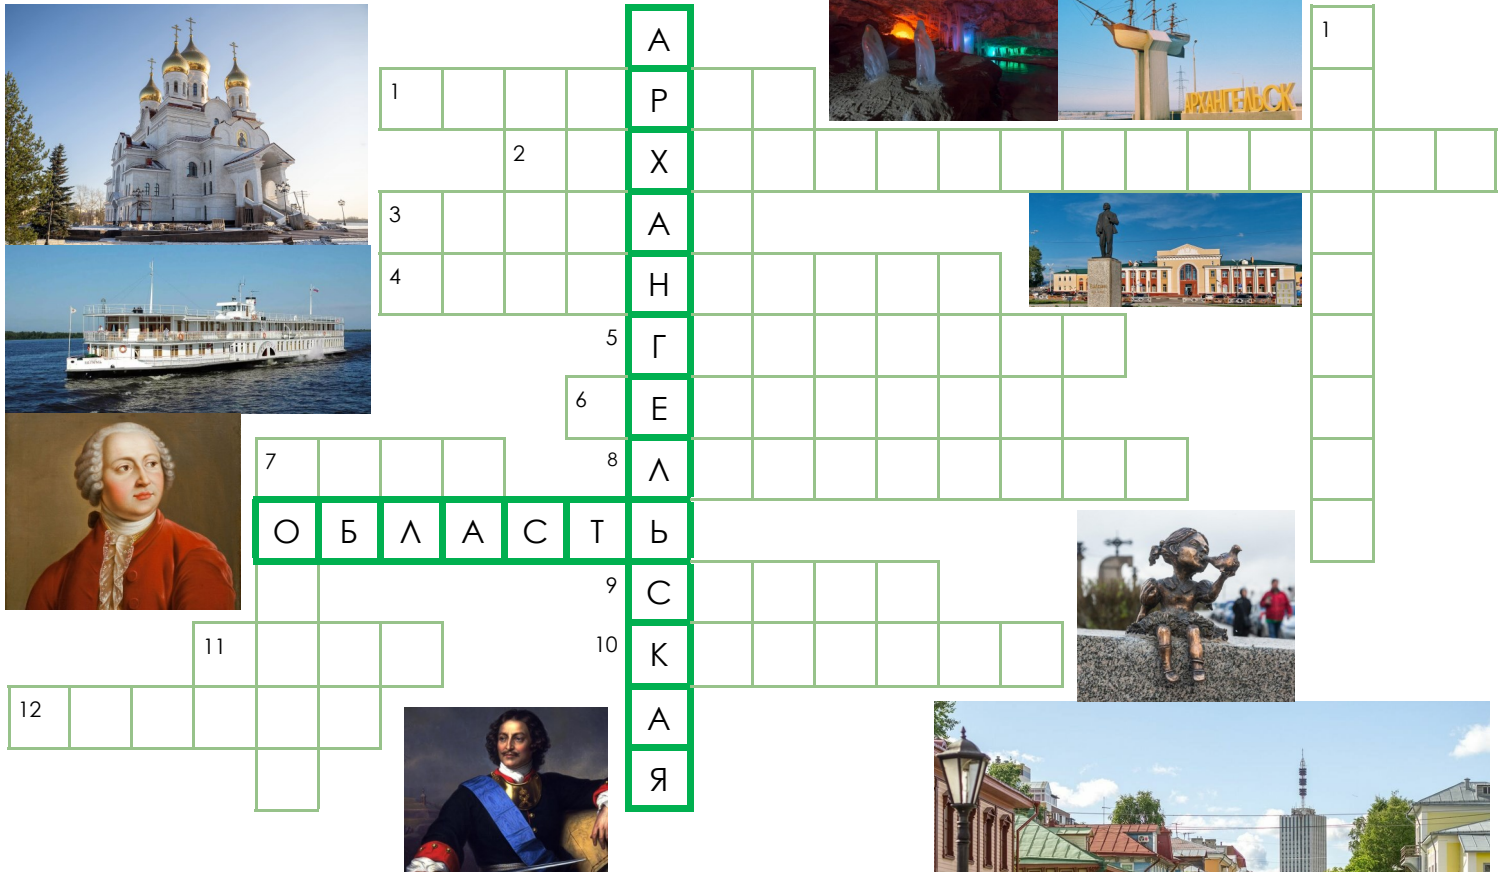 А
1
1 Р
2 Х
3 А
4 Н
5 Г
6 Е
7 8 Л
О Б Л А С Т Ь
9 С
11 10 К
12 А
Я
АРХАНГЕЛЬСК